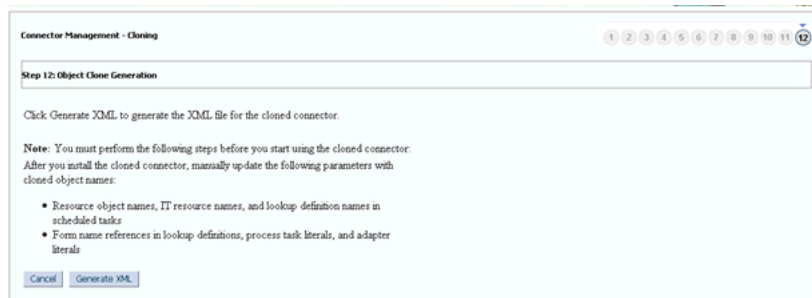 Connector Management - Cloning
1 2 3 4 5 6 7 8 9 10 11 12
Step 12: Object Clone Generation
Click Generate XML to generate the XML file for the cloned connector.
Note: You must perform the following steps before you start using the cloned connector:
After you install the cloned connector, manually update the following parameters with
cloned object names:
• Resource object names, IT resource names, and lookup definition names in
scheduled tasks
• Form name references in lookup definitions, process task literals, and adapter
literals
Cancel Generate XML